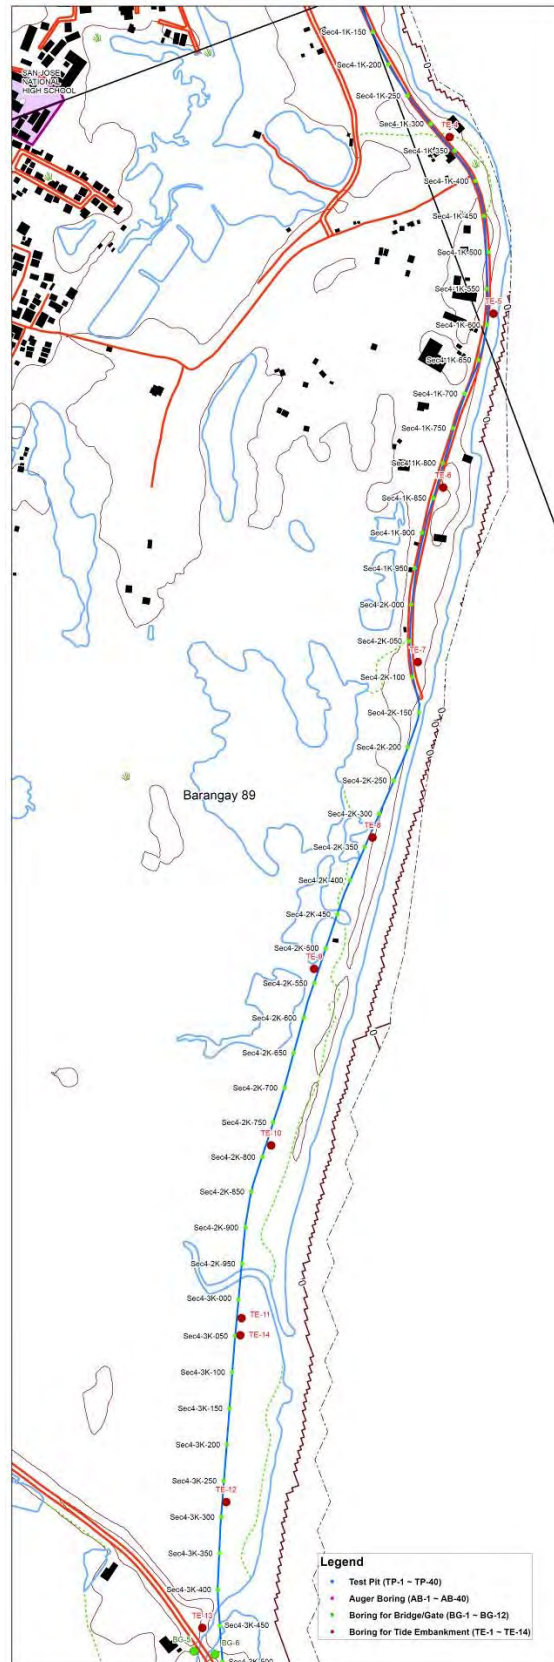 Sec4-1K-150
Sec4-1K-200
SAN JOSE
NATIONAL
HIGH SCHOOL
Sec4-1K-250
Sec4-1K-300
TE-4
Sec4-1K-350
Sec4-1K-400
Sec4-1K-450
Sec4-1K-500
Sec4-1K-550
TE-5
Sec4-1K-600
Sec4-1K-650
Sec4-1K-700
Sec4-1K-750
Sec4-1K-800
TE-6
Sec4-1K-850
Sec4-1K-900
Sec4-1K-950
Sec4-2K-000
Sec4-2K-050
TE-7
Sec4-2K-100
Sec4-2K-150
Sec4-2K-200
Sec4-2K-250
Barangay 89
Sec4-2K-300
TE-8
Sec4-2K-350
Sec4-2K-400
Sec4-2K-450
Sec4-2K-500
TE-9
Sec4-2K-550
Sec4-2K-600
Sec4-2K-650
Sec4-2K-700
Sec4-2K-750
TE-10
Sec4-2K-800
Sec4-2K-850
Sec4-2K-900
Sec4-2K-950
Sec4-3K-000
TE-11
Sec4-3K-050
TE-14
Sec4-3K-100
Sec4-3K-150
Sec4-3K-200
Sec4-3K-250
TE-12
Sec4-3K-300
Sec4-3K-350
Sec4-3K-400
TE-13
Sec4-3K-450
BG-5
BG-6
Sec4-3K-500
Legend
Test Pit (TP-1 ~ TP-40)
Auger Boring (AB-1 ~ AB-40)
Boring for Bridge/Gate (BG-1 ~ BG-12)
Boring for Tide Embankment (TE-1 ~ TE-14)